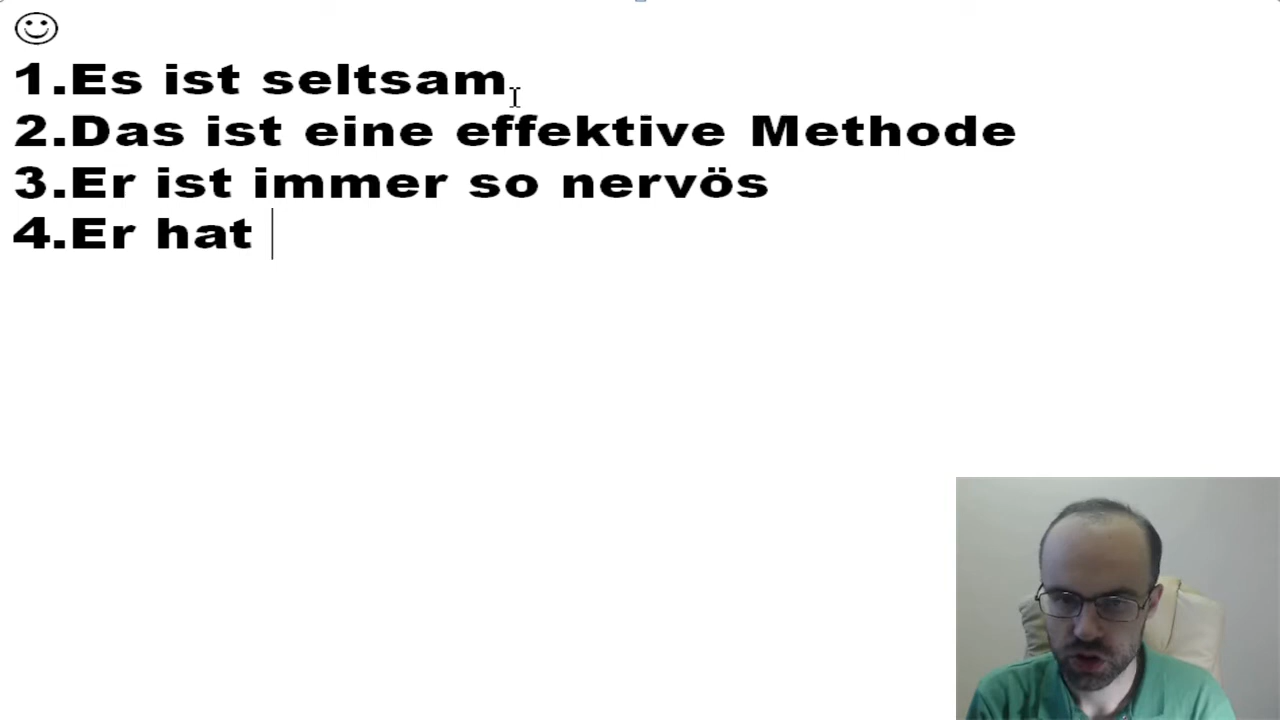 1.Es ist seltsam
2.Das ist eine effektive Methode
3.Er ist immer so nervös
4.Er hat